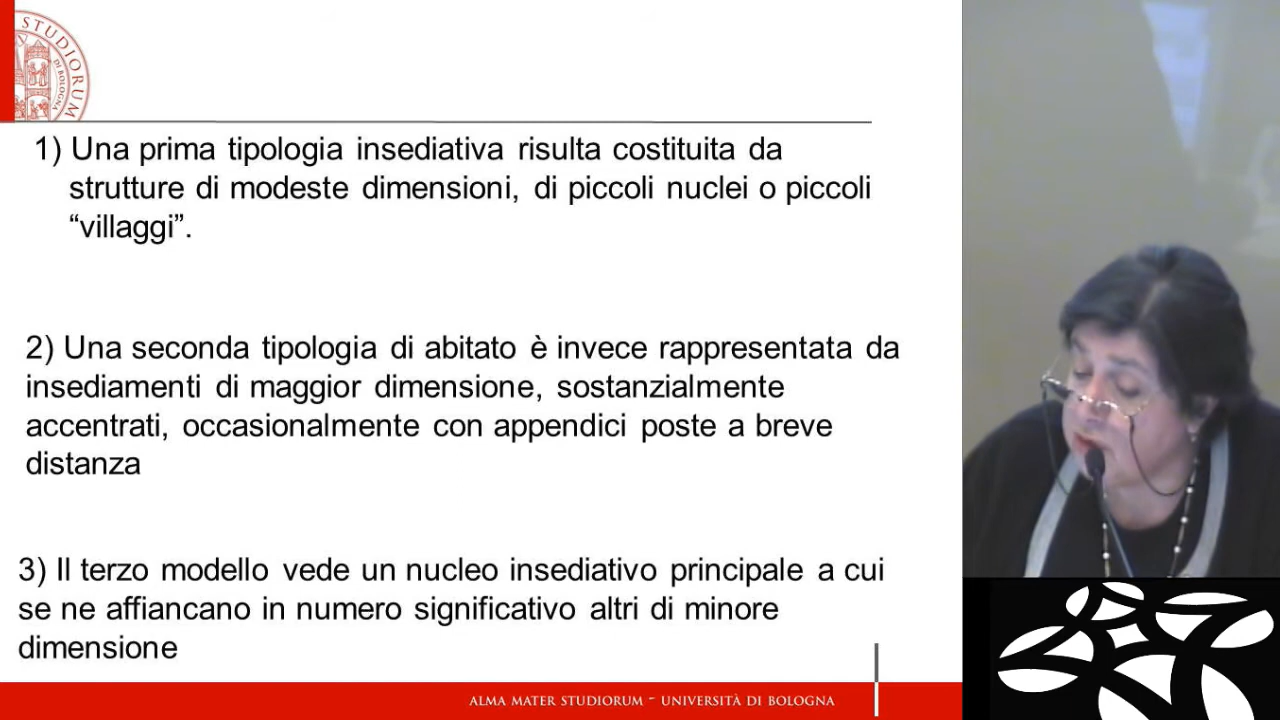 STUDIORUM
DI BOLOGNA
1) Una prima tipologia insediativa risulta costituita da
strutture di modeste dimensioni, di piccoli nuclei o piccoli
“villaggi”.
2) Una seconda tipologia di abitato è invece rappresentata da
insediamenti di maggior dimensione, sostanzialmente
accentrati, occasionalmente con appendici poste a breve
distanza
3) Il terzo modello vede un nucleo insediativo principale a cui
se ne affiancano in numero significativo altri di minore
dimensione
ALMA MATER STUDIORUM - UNIVERSITÀ DI BOLOGNA